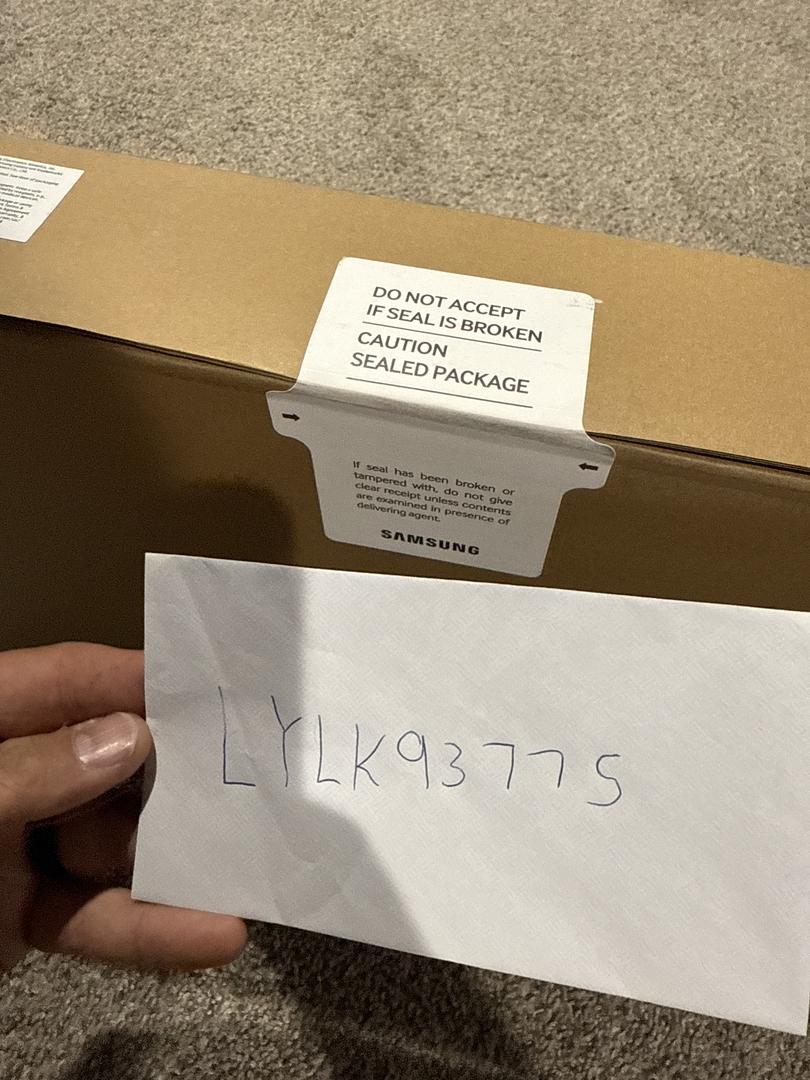 DO NOT ACCEPT
IF SEAL IS BROKEN
CAUTION
SEALED PACKAGE
If seal has been broken or
tampered with, do not give
clear receipt unless contents
are examined in presence of
delivering agent.
SAMSUNG
LYLK93775